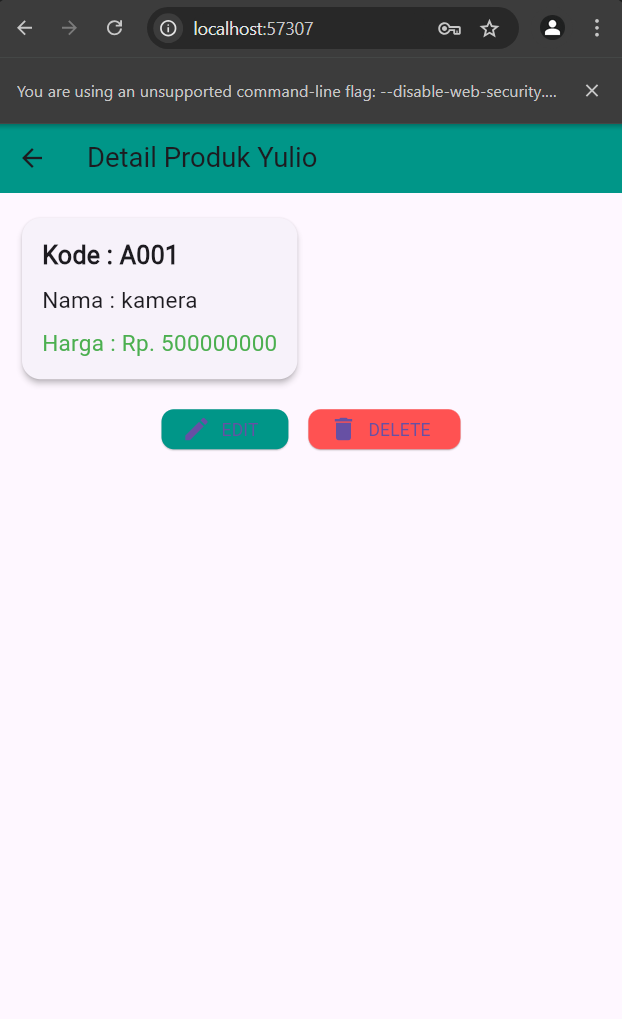 localhost:57307
You are using an unsupported command-line flag: --disable-web-security....
Detail Produk Yulio
Kode : A001
Nama : kamera
Harga : Rp. 500000000
EDIT
DELETE